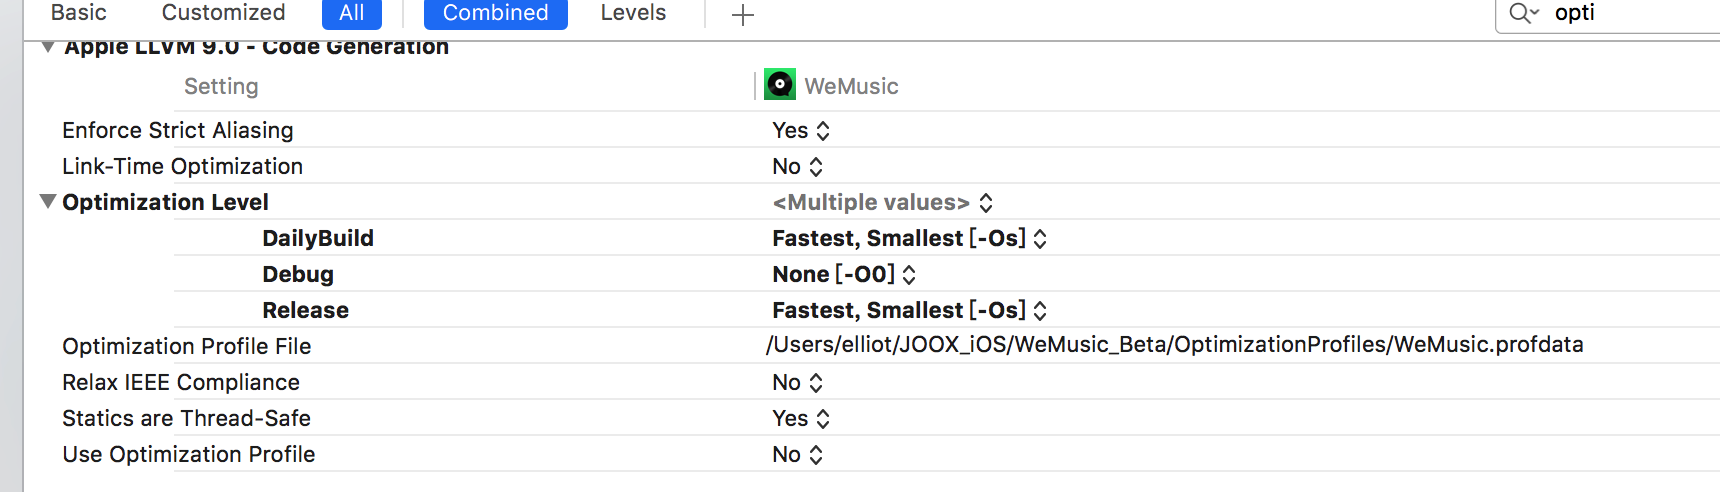 Basic Customized All Combined Levels opti
Apple LLVM 9.0 - Code Generation
Setting WeMusic
Enforce Strict Aliasing Yes
Link-Time Optimization No
Optimization Level <Multiple values>
DailyBuild Fastest, Smallest [-Os]
Debug None [-O0]
Release Fastest, Smallest [-Os]
Optimization Profile File /Users/elliot/JOOX_iOS/WeMusic_Beta/OptimizationProfiles/WeMusic.profdata
Relax IEEE Compliance No
Statics are Thread-Safe Yes
Use Optimization Profile No